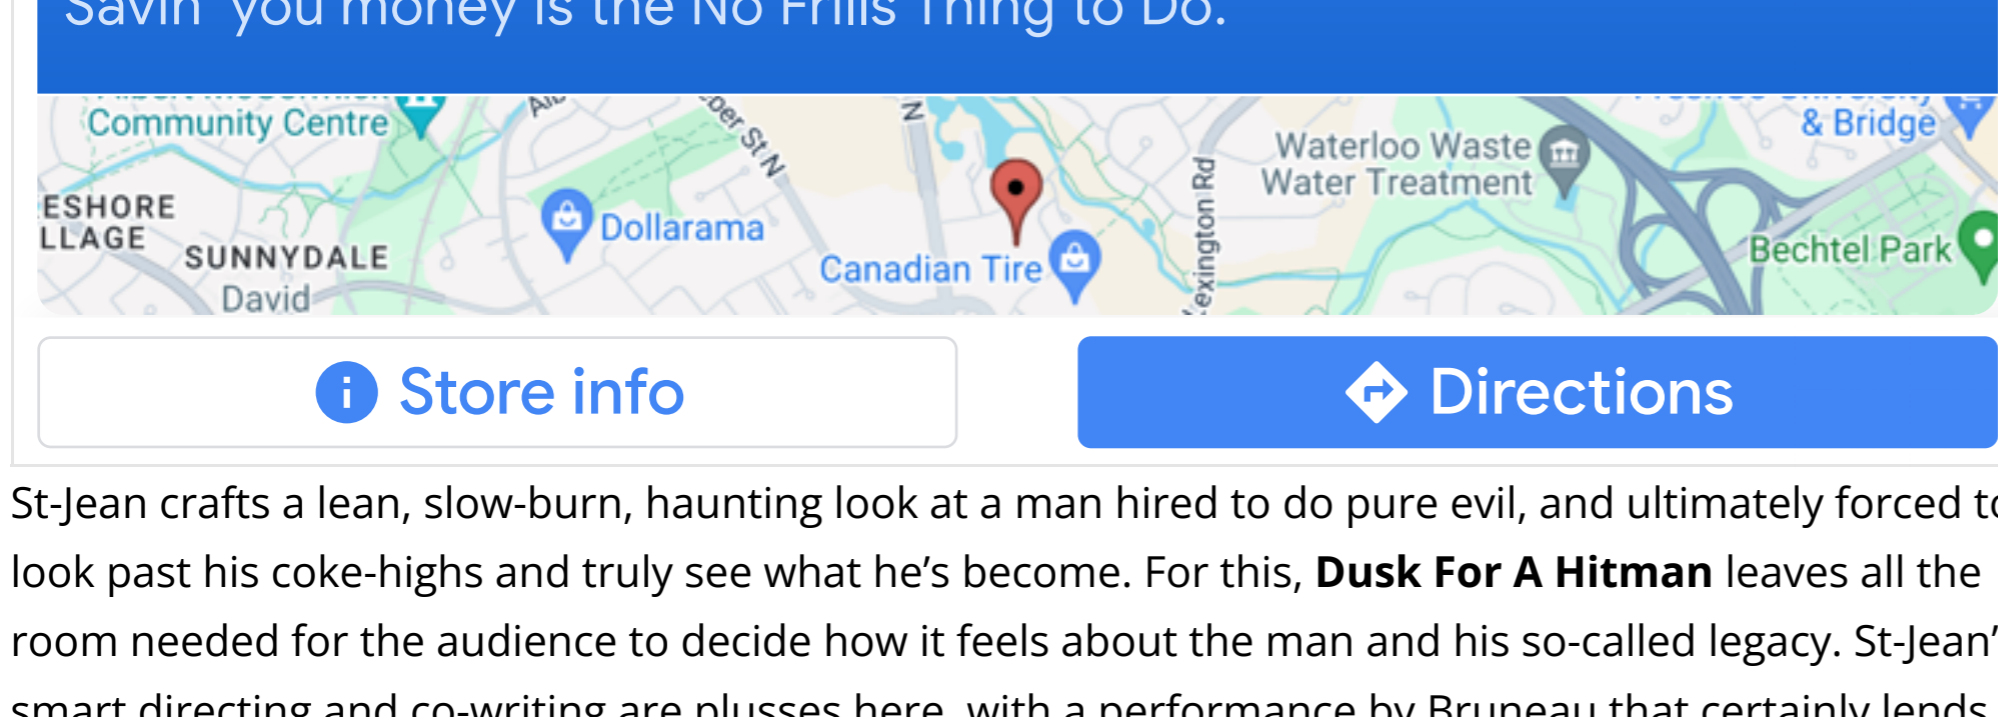 Savin' you money is the No Frills Thing to Do.
Community Centre
ber St N
N
Lexington Rd
Waterloo Waste
Water Treatment
& Bridge
ESHORE
LLAGE
SUNNYDALE
David
Dollarama
Canadian Tire
Bechtel Park
i Store info
Directions
St-Jean crafts a lean, slow-burn, haunting look at a man hired to do pure evil, and ultimately forced to
look past his coke-highs and truly see what he’s become. For this, Dusk For A Hitman leaves all the
room needed for the audience to decide how it feels about the man and his so-called legacy. St-Jean’
smart directing and co-writing are plusses here, with a performance by Bruneau that certainly lends